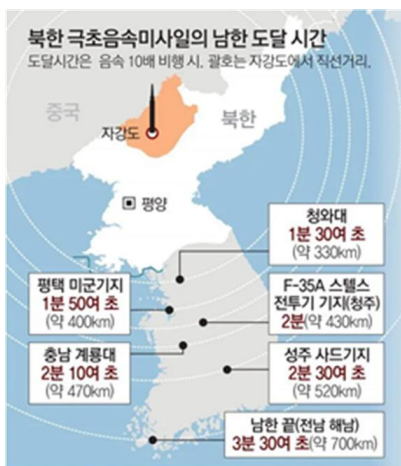 북한 극초음속미사일의 남한 도달 시간
도달시간은 음속 10배 비행 시. 괄호는 자강도에서 직선거리.
중국
북한
자강도
평양
청와대
1분 30여 초
(약 330km)
평택 미군기지
1분 50여 초
(약 400km)
F-35A 스텔스
전투기 기지(청주)
2분(약 430km)
충남 계룡대
2분 10여 초
(약 470km)
성주 사드기지
2분 30여 초
(약 520km)
남한 끝(전남 해남)
3분 30여 초(약 700km)